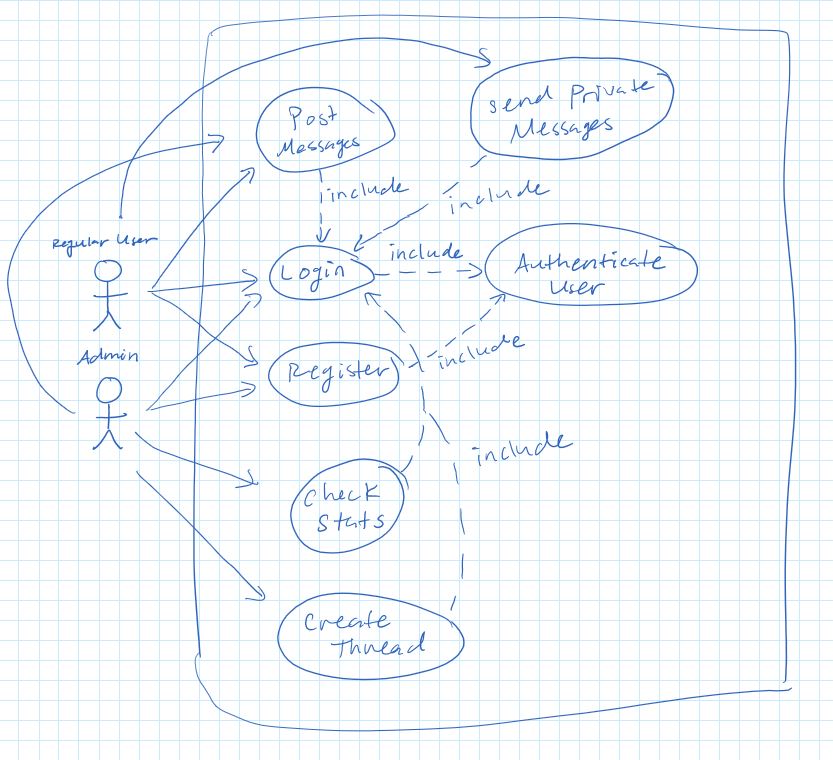 Post
Messages
Send Private
Messages
include
include
Regular User
Login
include
Authenticate
User
Admin
Register
include
include
Check
Stats
Create
Thread